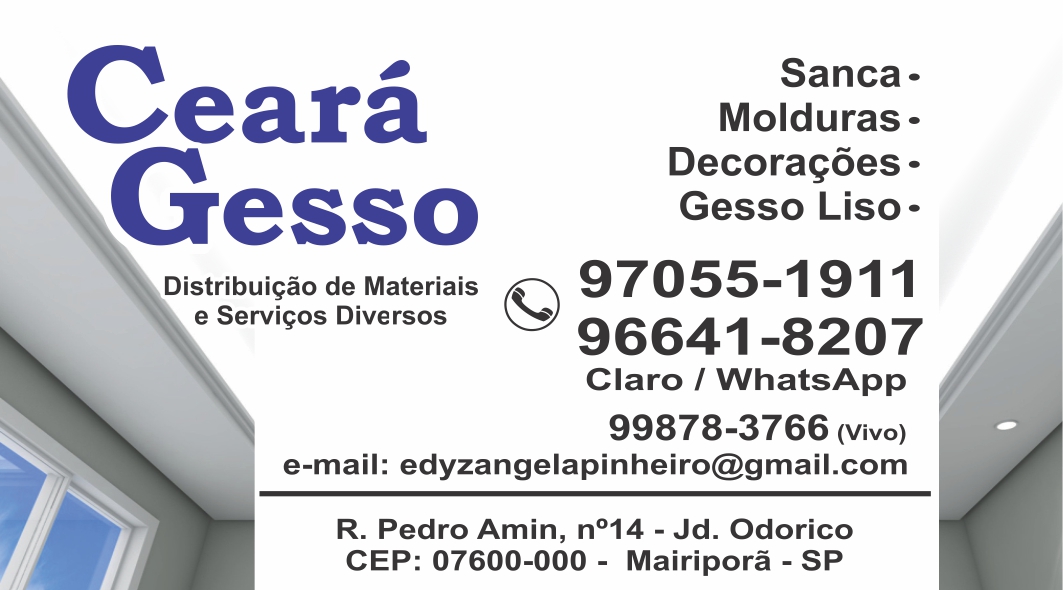 Ceará
Gesso
Distribuição de Materiais
e Serviços Diversos
Sanca •
Molduras •
Decorações •
Gesso Liso •
97055-1911
96641-8207
Claro / WhatsApp
99878-3766 (Vivo)
e-mail: edyzangelapinheiro@gmail.com
R. Pedro Amin, nº14 - Jd. Odorico
CEP: 07600-000 - Mairiporã - SP